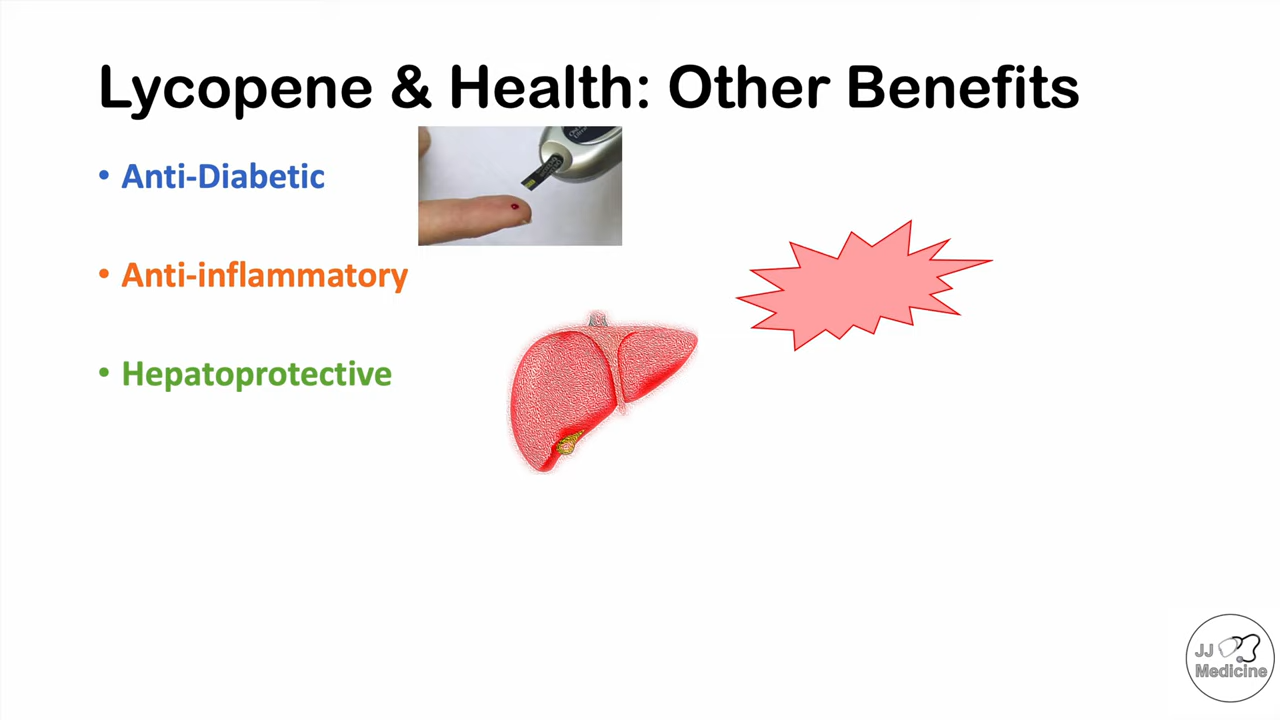 Lycopene & Health: Other Benefits
• Anti-Diabetic
• Anti-inflammatory
• Hepatoprotective
JJ
Medicine